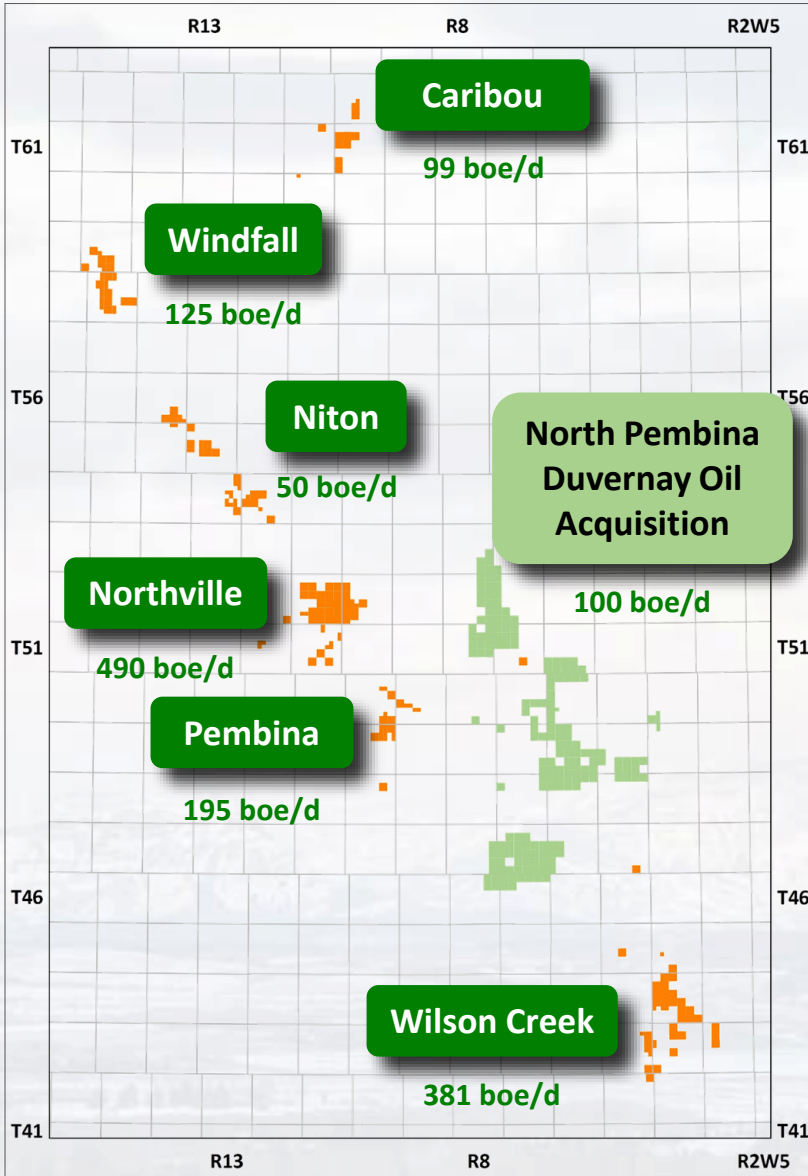 R13 R8 R2W5
Caribou
T61 T61
99 boe/d
Windfall
125 boe/d
T56 T56
Niton
50 boe/d
North Pembina
Duvernay Oil
Acquisition
100 boe/d
Northville
490 boe/d
T51 T51
Pembina
195 boe/d
T46 T46
Wilson Creek
381 boe/d
T41 T41
R13 R8 R2W5